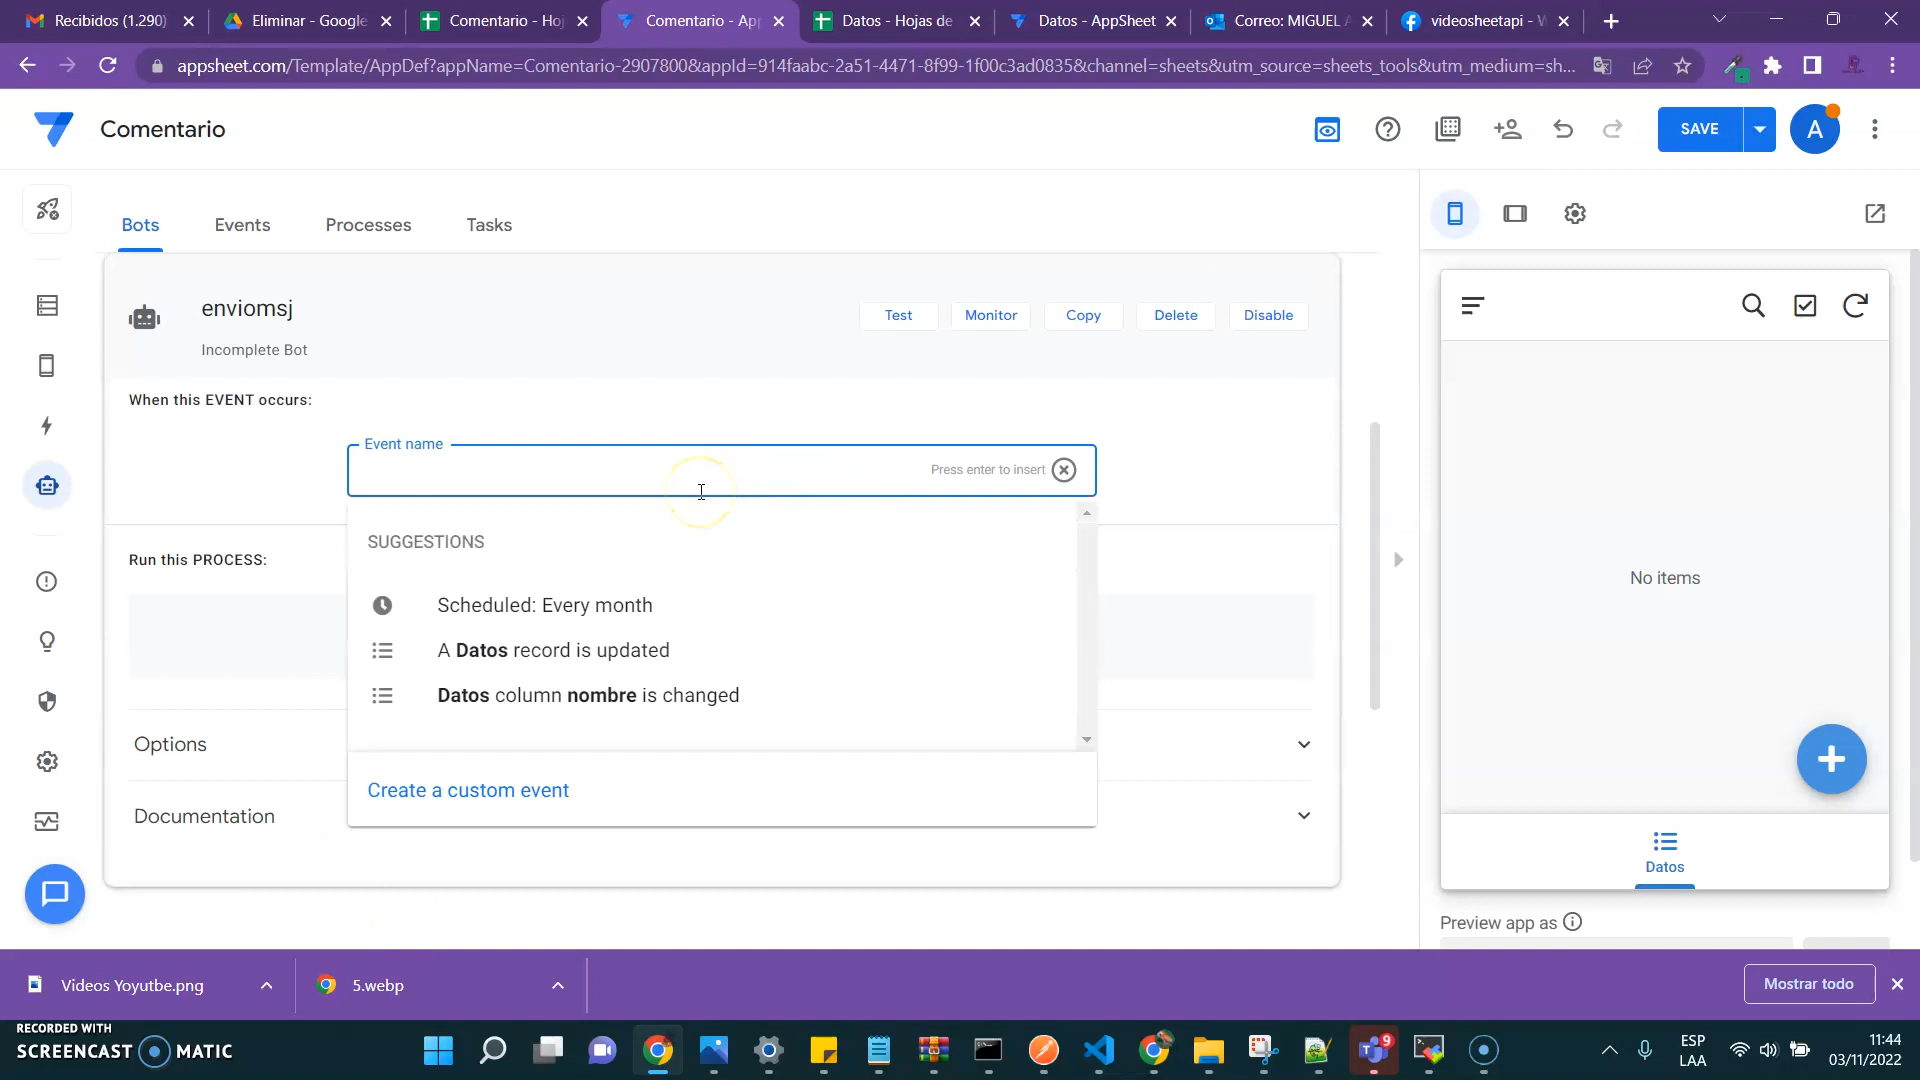 Recibidos (1.290)
Eliminar - Google
Comentario - Hoj
Comentario - App
Datos - Hojas de
Datos - AppSheet
Correo: MIGUEL A
videosheetapi - W
appsheet.com/Template/AppDef?appName=Comentario-2907800&appId=914faabc-2a51-4471-8f99-1f00c3ad0835&channel=sheets&utm_source=sheets_tools&utm_medium=sh...
Comentario
SAVE
A
Bots
Events
Processes
Tasks
enviomsj
Incomplete Bot
Test
Monitor
Copy
Delete
Disable
When this EVENT occurs:
Event name
Press enter to insert
SUGGESTIONS
Scheduled: Every month
A Datos record is updated
Datos column nombre is changed
Create a custom event
Run this PROCESS:
Options
Documentation
No items
Datos
Preview app as
Videos Yoyutbe.png
5.webp
Mostrar todo
RECORDED WITH
SCREENCAST MATIC
9
ESP
LAA
11:44
03/11/2022